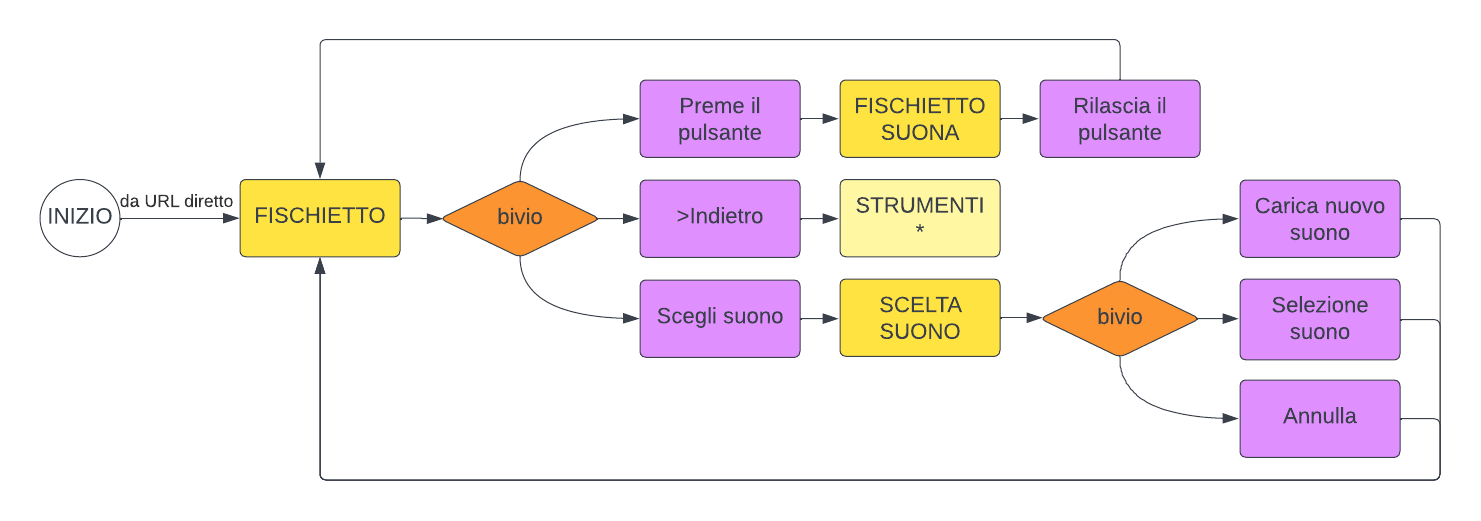 INIZIO
da URL diretto
FISCHIETTO
bivio
Preme il
pulsante
FISCHIETTO
SUONA
Rilascia il
pulsante
>Indietro
STRUMENTI
*
Scegli suono
SCELTA
SUONO
bivio
Carica nuovo
suono
Selezione
suono
Annulla